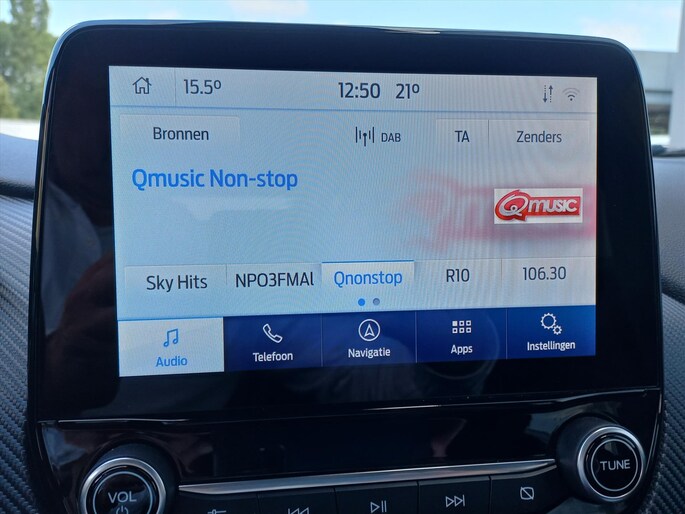 15.5° 12:50 21°
Bronnen DAB TA Zenders
Qmusic Non-stop
Q music
Sky Hits NPO3FMAl Qnonstop R10 106.30
Audio Telefoon Navigatie Apps Instellingen
VOL TUNE